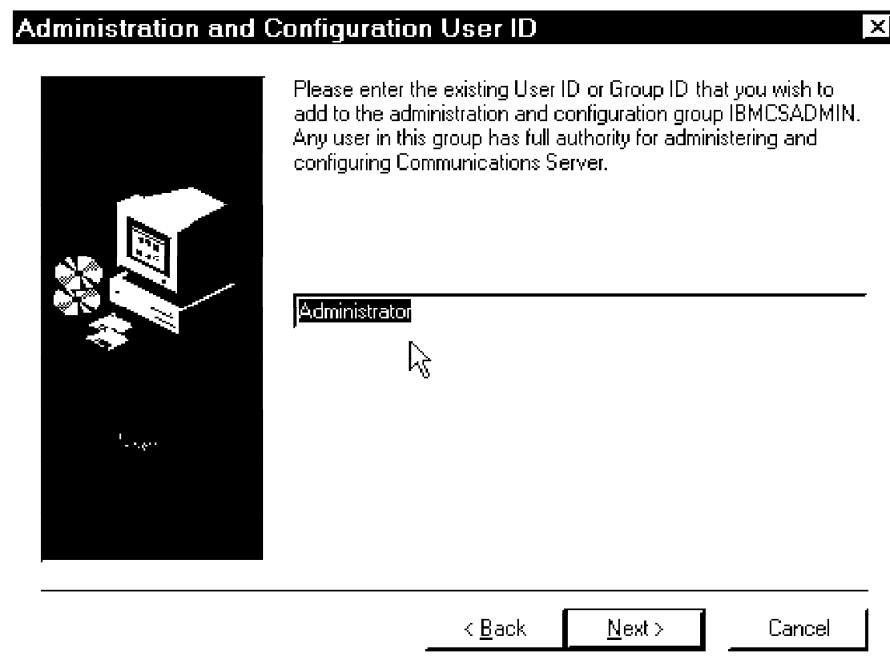 Administration and Configuration User ID
Please enter the existing User ID or Group ID that you wish to
add to the administration and configuration group IBMCSADMIN.
Any user in this group has full authority for administering and
configuring Communications Server.
Administrator
< Back
Next >
Cancel